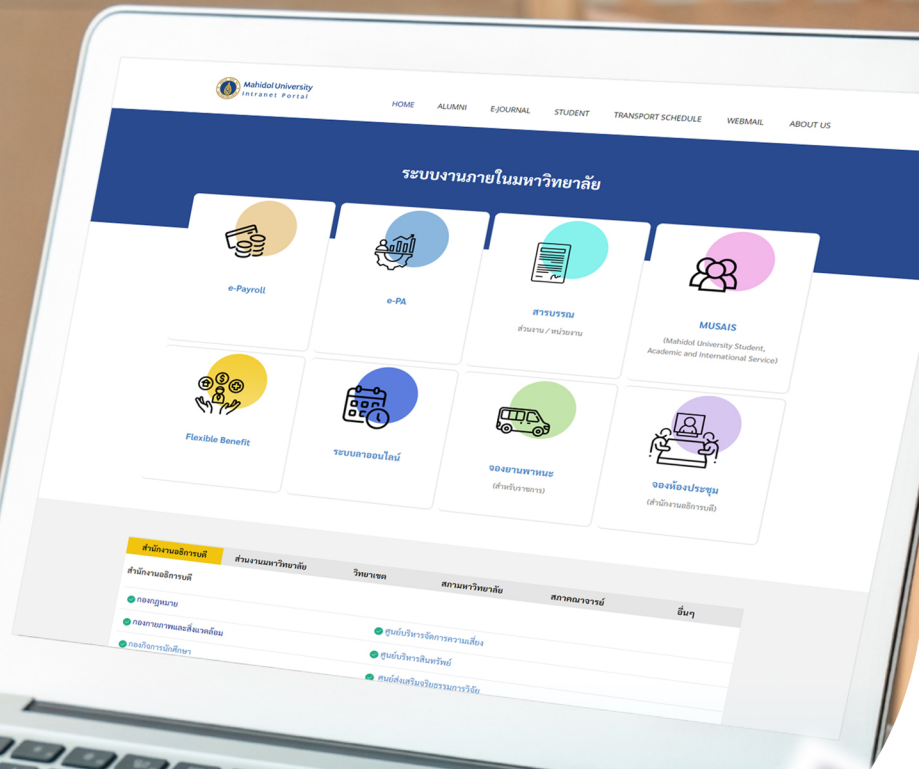 Mahidol University
Intranet Portal
HOME ALUMNI E-JOURNAL STUDENT TRANSPORT SCHEDULE WEBMAIL ABOUT US
ระบบงานภายในมหาวิทยาลัย
e-Payroll
e-PA
สารบรรณ
ส่วนงาน / หน่วยงาน
MUSAIS
(Mahidol University Student,
Academic and International Service)
Flexible Benefit
ระบบลาออนไลน์
จองยานพาหนะ
(สำหรับราชการ)
จองห้องประชุม
(สำนักงานอธิการบดี)
สำนักงานอธิการบดี ส่วนงานมหาวิทยาลัย วิทยาเขต สภามหาวิทยาลัย สภาคณาจารย์ อื่นๆ
สำนักงานอธิการบดี
กองกฎหมาย
กองกายภาพและสิ่งแวดล้อม
กองกิจการนักศึกษา
ศูนย์บริหารจัดการความเสี่ยง
ศูนย์บริหารสินทรัพย์
ศูนย์ส่งเสริมจริยธรรมการวิจัย